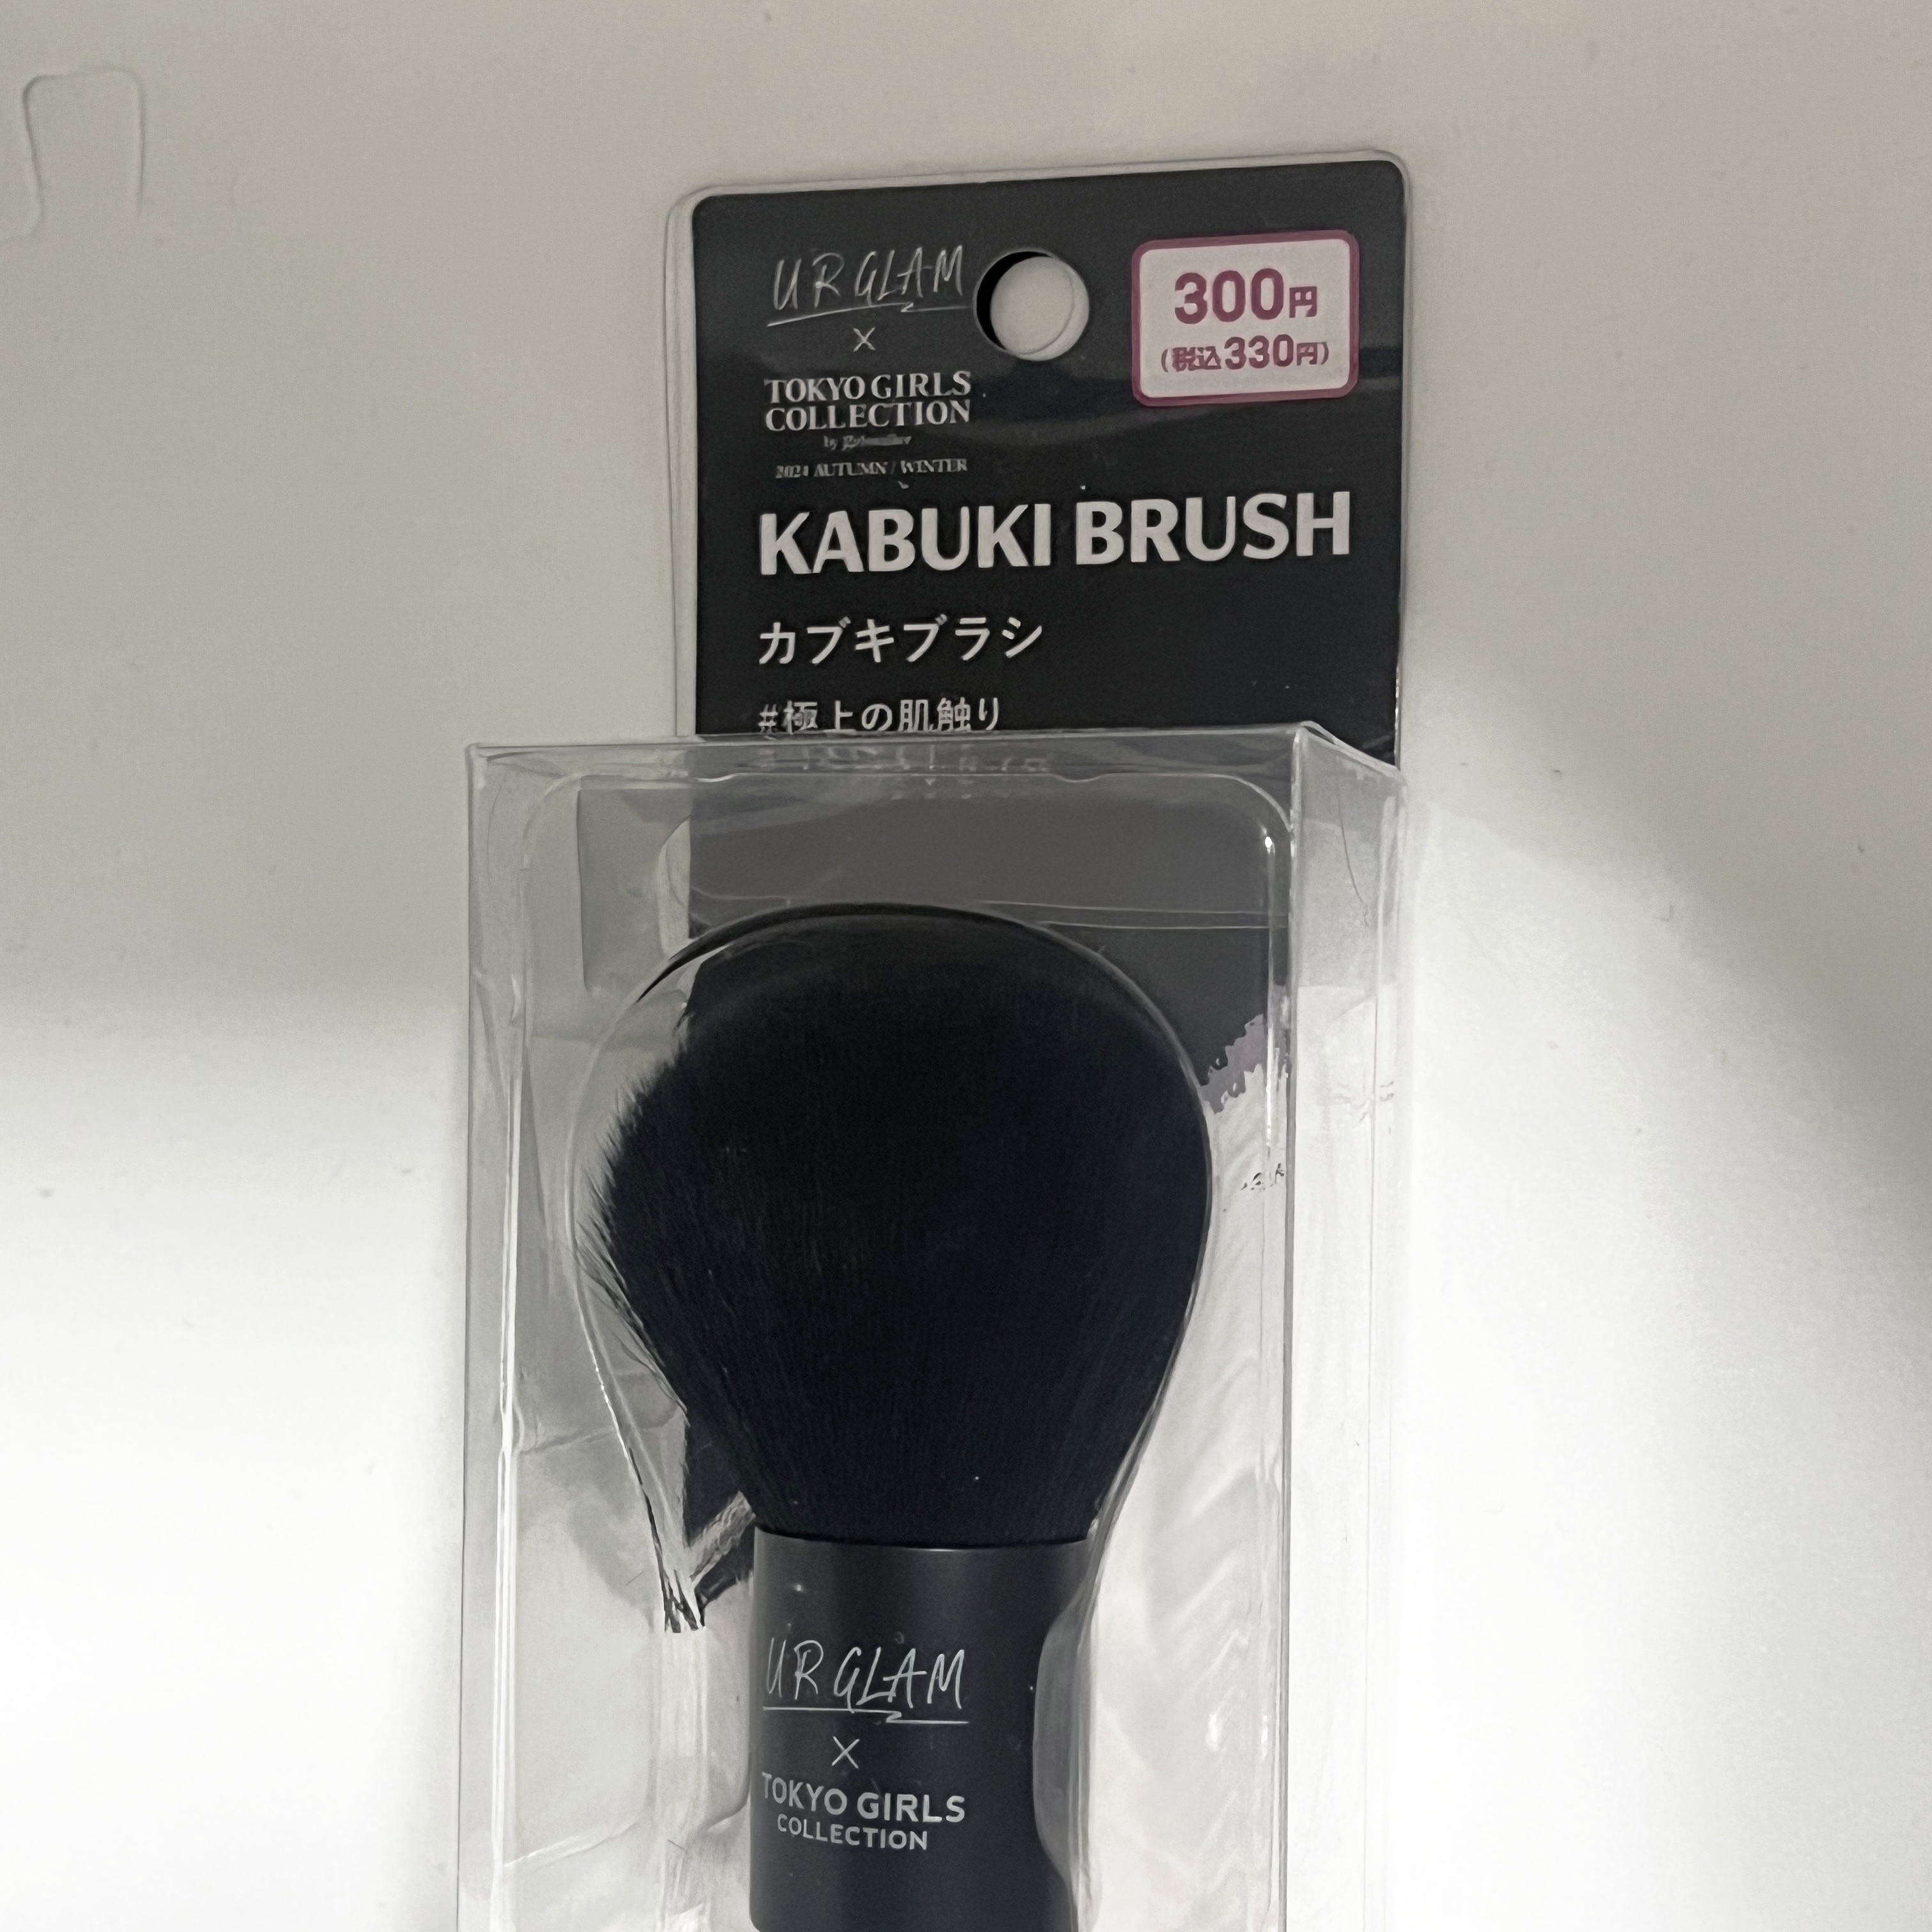 UR GLAM
×
TOKYO GIRLS
COLLECTION
2024 AUTUMN / WINTER
300円
(税込330円)
KABUKI BRUSH
カブキブラシ
#極上の肌触り
UR GLAM
×
TOKYO GIRLS
COLLECTION